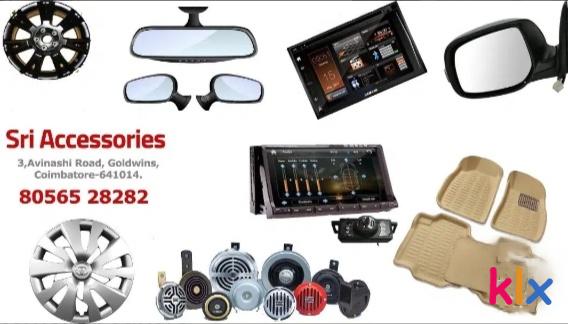 Sri Accessories
3,Avinashi Road, Goldwins,
Coimbatore-641014.
80565 28282
klx